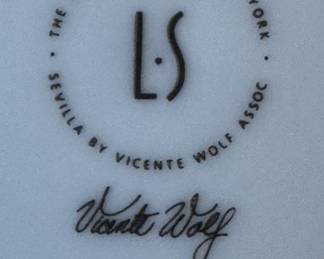 THE
YORK
L·S
· SEVILLA BY VICENTE WOLF ASSOC ·
Vicente Wolf